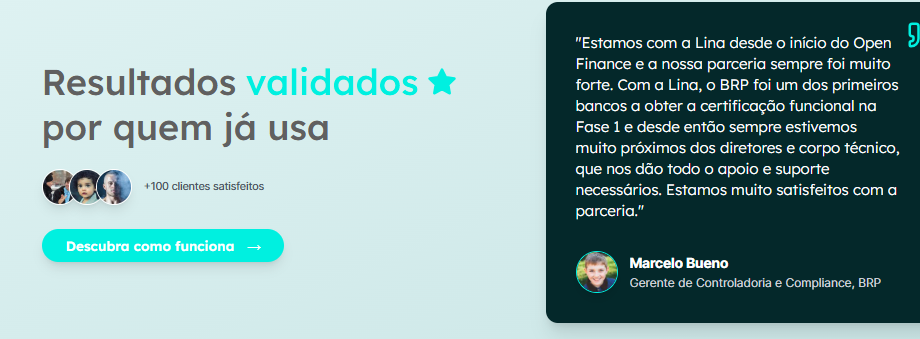 Resultados validados
por quem já usa
+100 clientes satisfeitos
Descubra como funciona →
"Estamos com a Lina desde o início do Open
Finance e a nossa parceria sempre foi muito
forte. Com a Lina, o BRP foi um dos primeiros
bancos a obter a certificação funcional na
Fase 1 e desde então sempre estivemos
muito próximos dos diretores e corpo técnico,
que nos dão todo o apoio e suporte
necessários. Estamos muito satisfeitos com a
parceria."
Marcelo Bueno
Gerente de Controladoria e Compliance, BRP